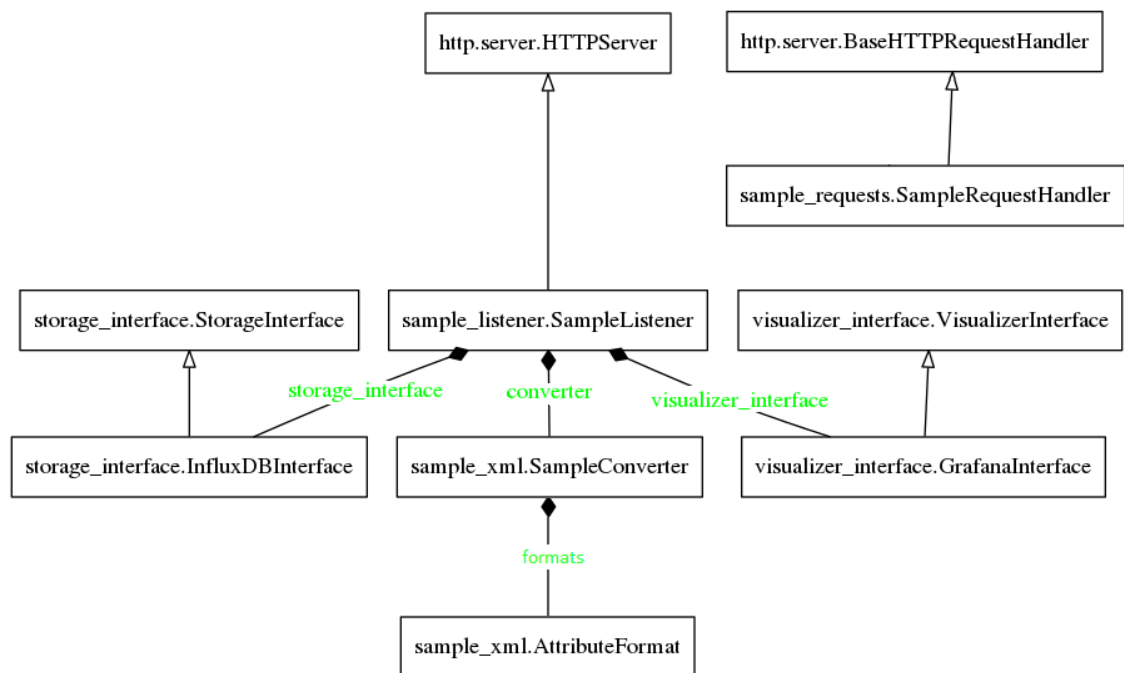 http.server.HTTPServer
http.server.BaseHTTPRequestHandler
sample_requests.SampleRequestHandler
storage_interface.StorageInterface
sample_listener.SampleListener
visualizer_interface.VisualizerInterface
storage_interface
converter
visualizer_interface
storage_interface.InfluxDBInterface
sample_xml.SampleConverter
visualizer_interface.GrafanaInterface
formats
sample_xml.AttributeFormat